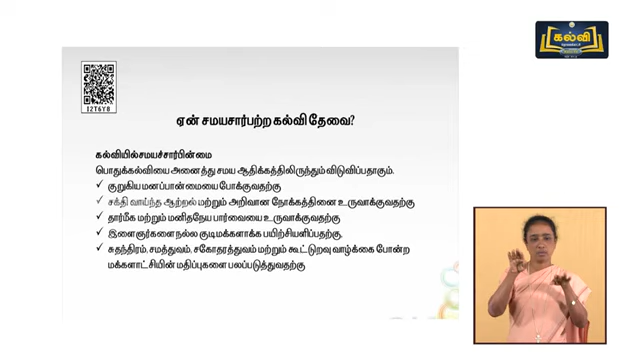 கல்வி
I2T6Y8
ஏன் சமயசார்பற்ற கல்வி தேவை?
கல்வியில்சமயச்சார்பின்மை
பொதுக்கல்வியை அனைத்து சமய ஆதிக்கத்திலிருந்தும் விடுவிப்பதாகும்.
✓ குறுகிய மனப்பான்மையை போக்குவதற்கு
✓ சக்தி வாய்ந்த ஆற்றல் மற்றும் அறிவான நோக்கத்தினை உருவாக்குவதற்கு
✓ தார்மீக மற்றும் மனிதநேய பார்வையை உருவாக்குவதற்கு
✓ இளைஞர்களை நல்ல குடிமக்களாக்க பயிற்சியளிப்பதற்கு,
✓ சுதந்திரம், சமத்துவம், சகோதரத்துவம் மற்றும் கூட்டுறவு வாழ்க்கை போன்ற
மக்களாட்சியின் மதிப்புகளை பலப்படுத்துவதற்கு